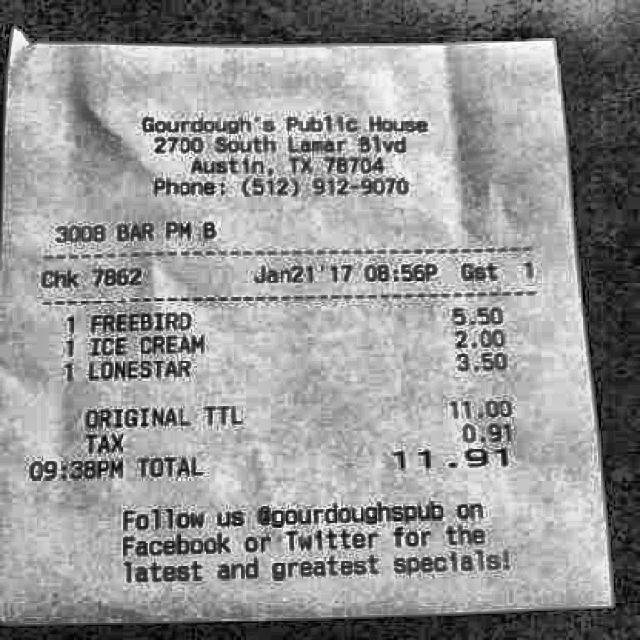 Gourdough's Public House
2700 South Lamar Blvd
Austin, TX 78704
Phone: (512) 912-9070
3008 BAR PM B
Chk 7862 Jan21'17 08:56P Gst 1
1 FREEBIRD 5.50
1 ICE CREAM 2.00
1 LONESTAR 3.50
ORIGINAL TTL 11.00
TAX 0.91
09:38PM TOTAL 11.91
Follow us @gourdoughspub on
Facebook or Twitter for the
latest and greatest specials!